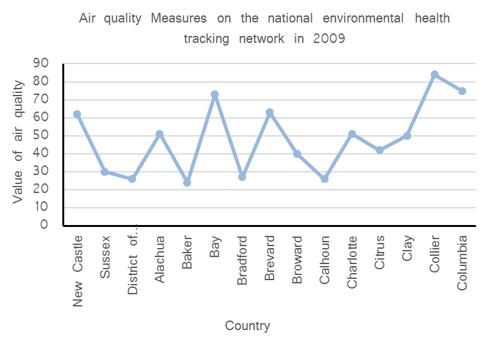 Air quality Measures on the national environmental health
tracking network in 2009
Value of air quality
90
80
70
60
50
40
30
20
10
0
New Castle
Sussex
District of..
Alachua
Baker
Bay
Bradford
Brevard
Broward
Calhoun
Charlotte
Citrus
Clay
Collier
Columbia
Country